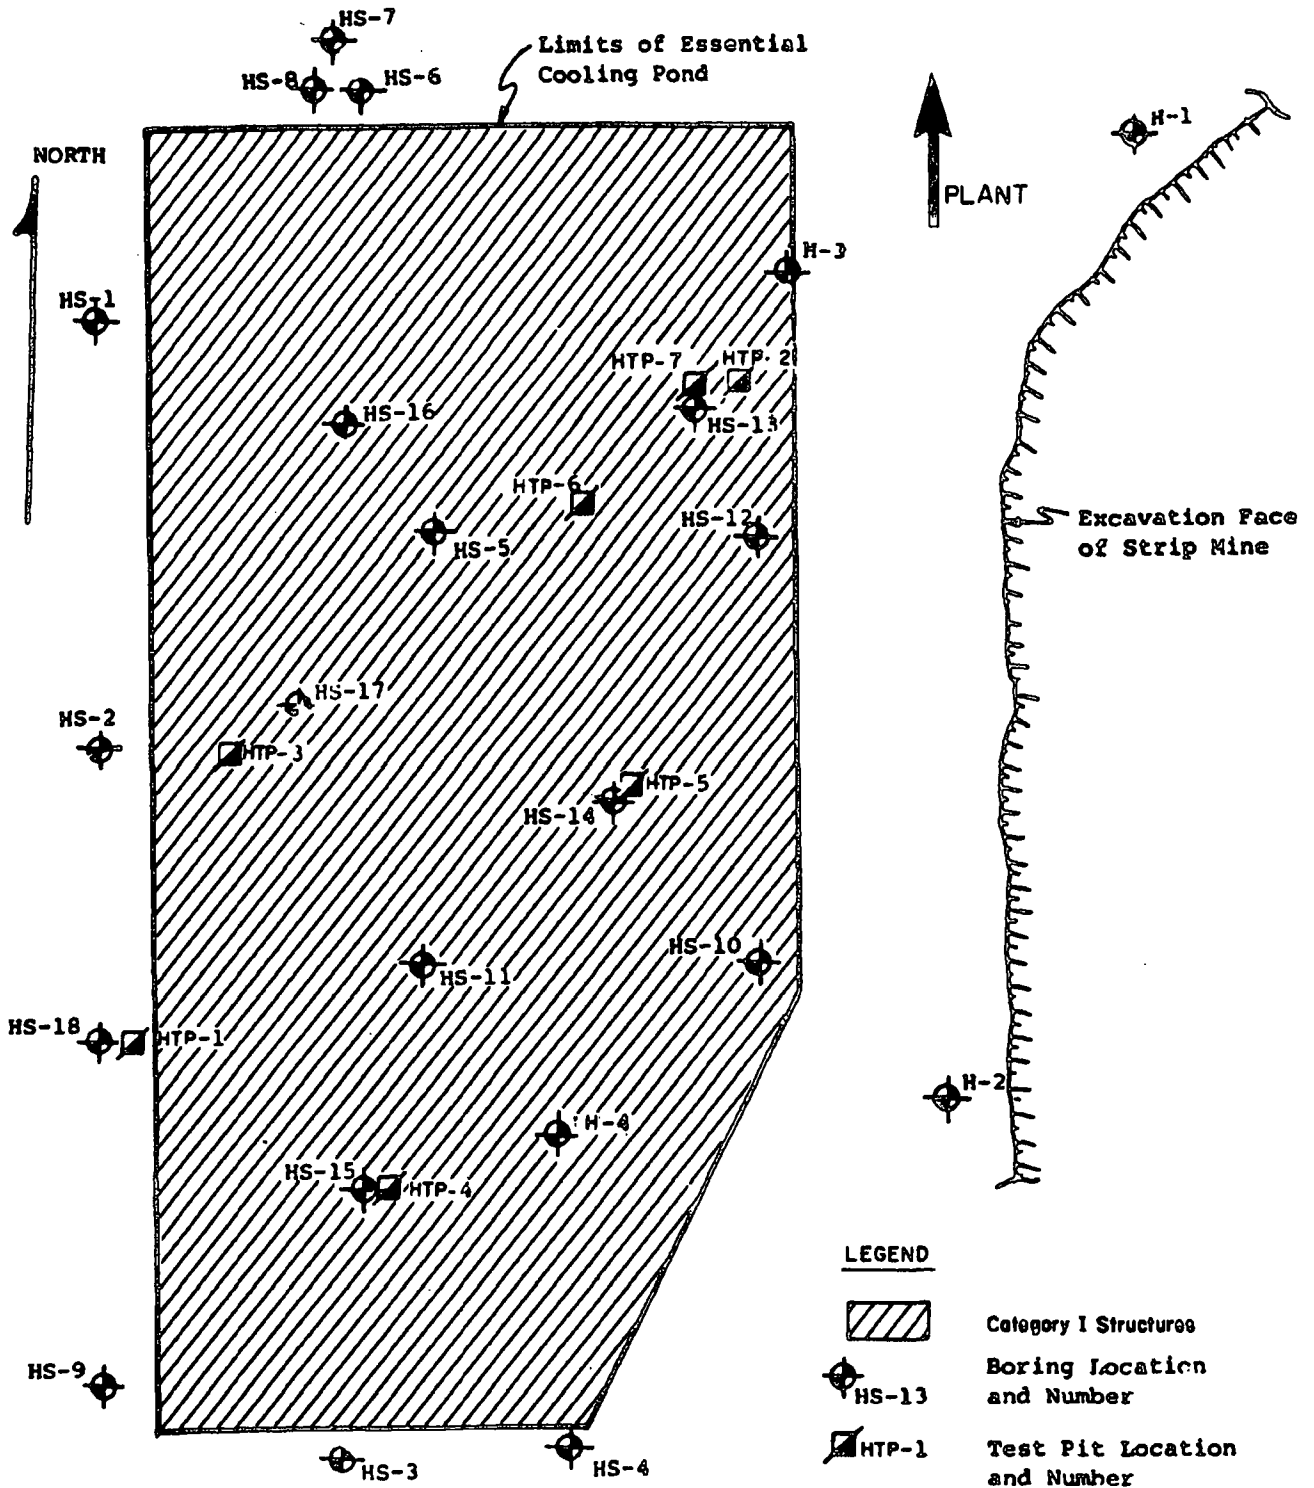 HS-7
Limits of Essential
Cooling Pond
HS-8
HS-6
H-1
NORTH
PLANT
H-3
HS-1
HTP-7
HTP-2
HS-16
HS-13
HTP-6
HS-12
Excavation Face
of Strip Mine
HS-5
HS-17
HS-2
HTP-3
HTP-5
HS-14
HS-10
HS-11
HS-18
HTP-1
H-2
H-4
HS-15
HTP-4
LEGEND
Category I Structures
HS-9
Boring Location
and Number
HS-13
HS-3
HS-4
HTP-1
Test Pit Location
and Number